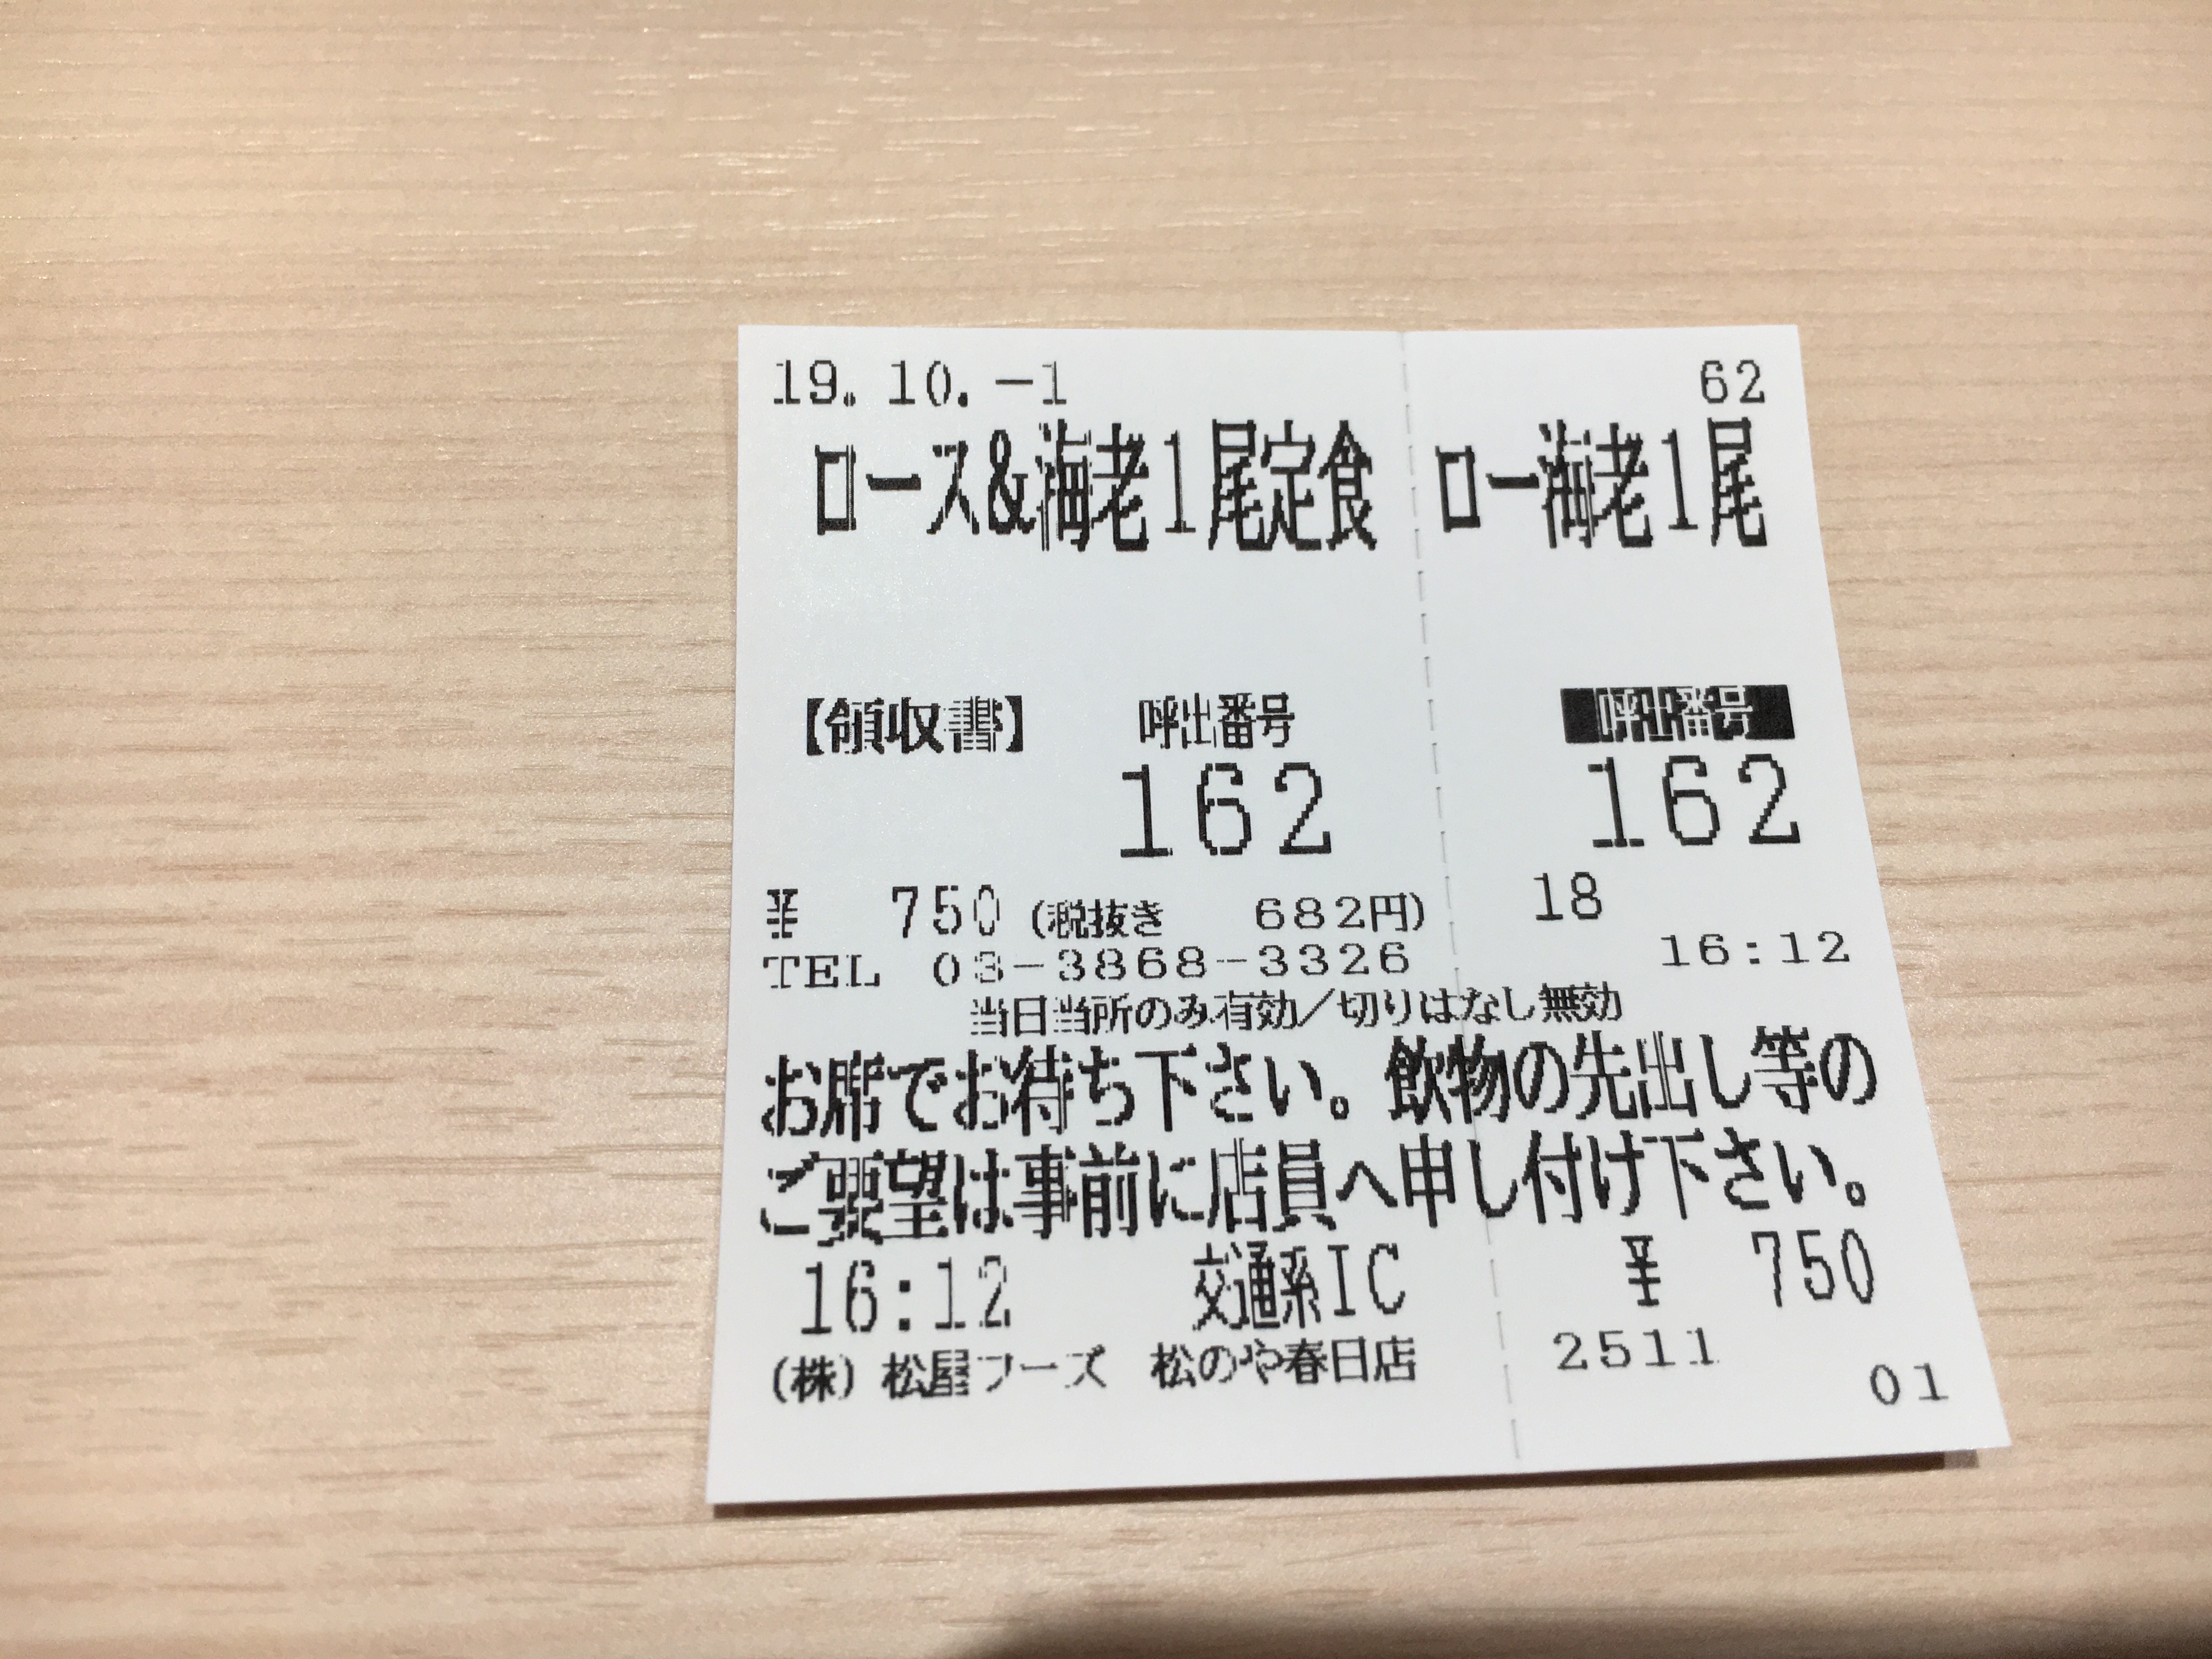 19.10.-1 62
ロース&海老1尾定食 ロー海老1尾
【領収書】 呼出番号 呼出番号
162 162
¥ 750 (税抜き 682円) 18
TEL 03-3868-3326 16:12
当日当所のみ有効/切りはなし無効
お席でお待ち下さい。飲物の先出し等の
ご要望は事前に店員へ申し付け下さい。
16:12 交通系IC ¥ 750
(株) 松屋フーズ 松のや春日店 2511
01